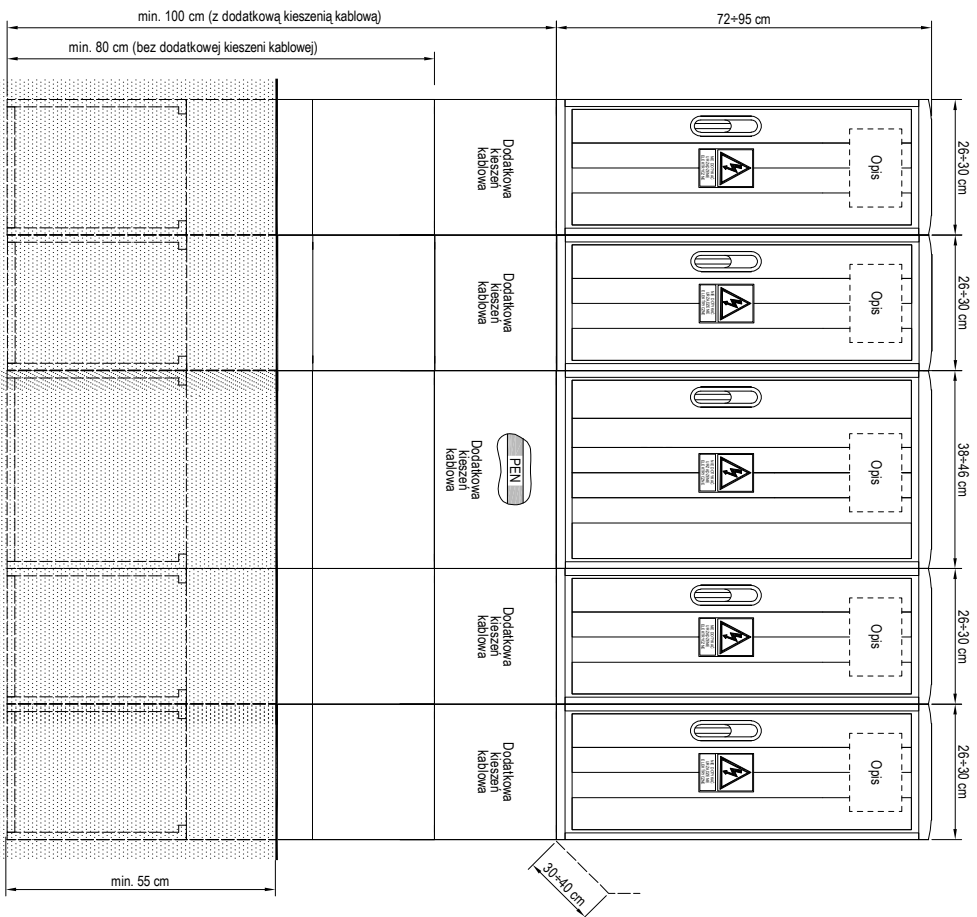 min. 100 cm (z dodatkową kieszenią kablową)
72÷95 cm
min. 80 cm (bez dodatkowej kieszeni kablowej)
Dodatkowa
kieszeń
kablowa
Opis
26÷30 cm
Dodatkowa
kieszeń
kablowa
Opis
26÷30 cm
PEN
Dodatkowa
kieszeń
kablowa
Opis
38÷46 cm
Dodatkowa
kieszeń
kablowa
Opis
26÷30 cm
Dodatkowa
kieszeń
kablowa
Opis
26÷30 cm
min. 55 cm
30÷40 cm